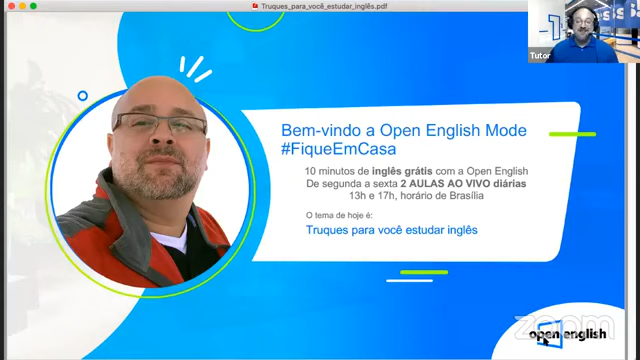 Truques_para_você_estudar_inglês.pdf
Tutor
Bem-vindo a Open English Mode
#FiqueEmCasa
10 minutos de inglês grátis com a Open English
De segunda a sexta 2 AULAS AO VIVO diárias
13h e 17h, horário de Brasília
O tema de hoje é:
Truques para você estudar inglês
zoom
open english